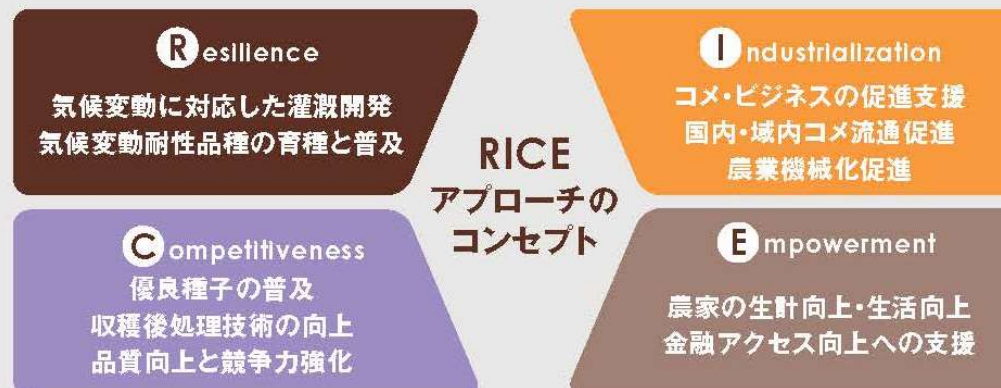 Resilience
気候変動に対応した灌漑開発
気候変動耐性品種の育種と普及
Industrialization
コメ・ビジネスの促進支援
国内・域内コメ流通促進
農業機械化促進
RICE
アプローチの
コンセプト
Competitiveness
優良種子の普及
収穫後処理技術の向上
品質向上と競争力強化
Empowerment
農家の生計向上・生活向上
金融アクセス向上への支援